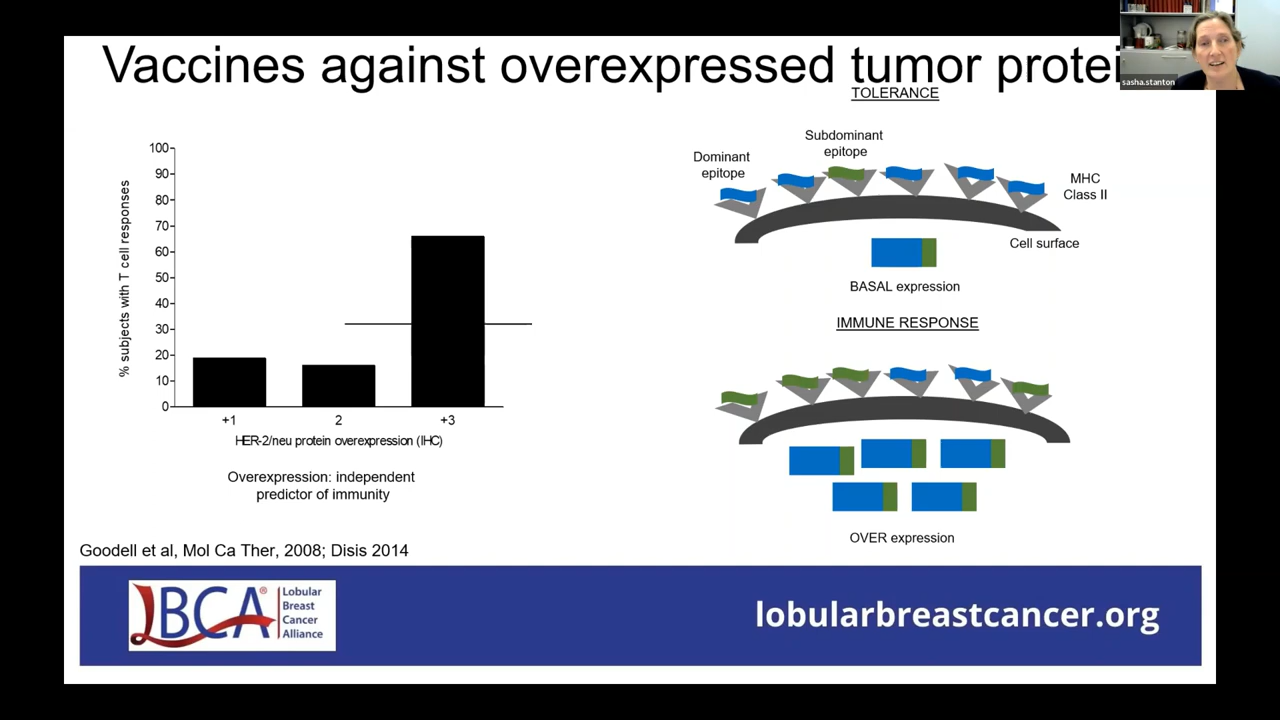 Vaccines against overexpressed tumor protei
sasha.stanton
100
90
80
70
60
50
40
30
20
10
0
% subjects with T cell responses
+1
2
+3
HER-2/neu protein overexpression (IHC)
Overexpression: independent
predictor of immunity
TOLERANCE
Dominant
epitope
Subdominant
epitope
MHC
Class II
Cell surface
BASAL expression
IMMUNE RESPONSE
OVER expression
Goodell et al, Mol Ca Ther, 2008; Disis 2014
LBCA®
Lobular
Breast
Cancer
Alliance
lobularbreastcancer.org